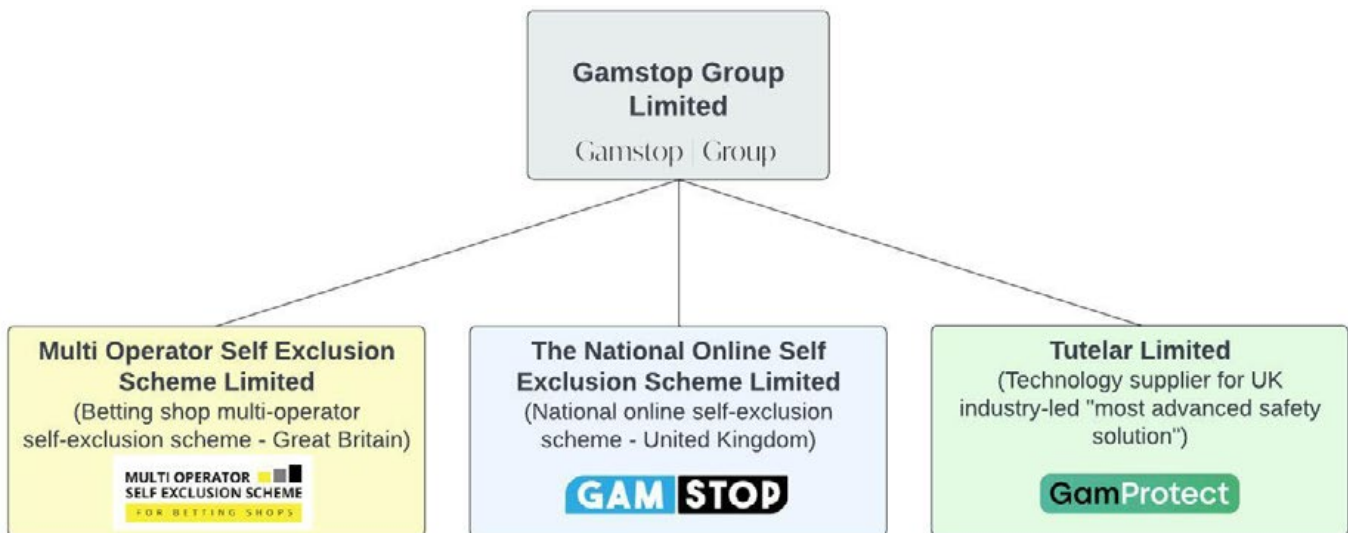 Gamstop Group
Limited
Gamstop | Group
Multi Operator Self Exclusion
Scheme Limited
(Betting shop multi-operator
self-exclusion scheme - Great Britain)
MULTI OPERATOR
SELF EXCLUSION SCHEME
FOR BETTING SHOPS
The National Online Self
Exclusion Scheme Limited
(National online self-exclusion
scheme - United Kingdom)
GAMSTOP
Tutelar Limited
(Technology supplier for UK
industry-led "most advanced safety
solution")
GamProtect